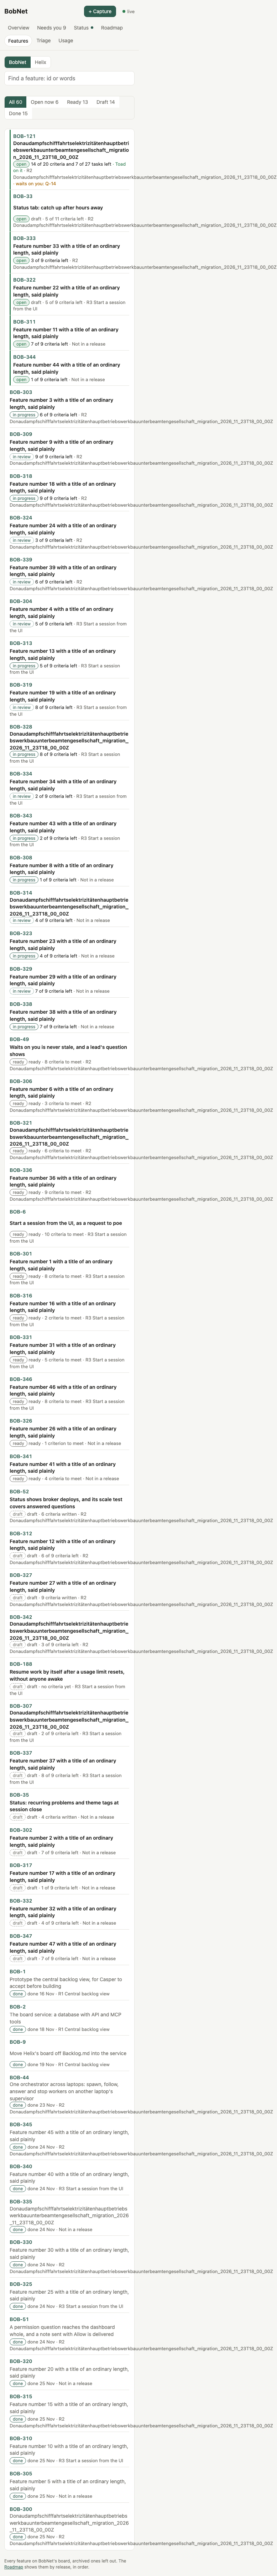 BobNet
+ Capture
live
Overview
Needs you 9
Status
Roadmap
Features
Triage
Usage
BobNet
Helix
Find a feature: id or words
All 60
Open now 6
Ready 13
Draft 14
Done 15
BOB-121
Donaudampfschifffahrtselektrizitätenhauptbetri
ebswerkbauunterbeamtengesellschaft_migratio
n_2026_11_23T18_00_00Z
open 14 of 20 criteria and 7 of 27 tasks left · Toad
on it · R2
Donaudampfschifffahrtselektrizitätenhauptbetriebswerkbauunterbeamtengesellschaft_migration_2026_11_23T18_00_00Z
· waits on you: Q-14
BOB-33
Status tab: catch up after hours away
open draft · 5 of 11 criteria left · R2
Donaudampfschifffahrtselektrizitätenhauptbetriebswerkbauunterbeamtengesellschaft_migration_2026_11_23T18_00_00Z
BOB-333
Feature number 33 with a title of an ordinary
length, said plainly
open 3 of 9 criteria left · R2
Donaudampfschifffahrtselektrizitätenhauptbetriebswerkbauunterbeamtengesellschaft_migration_2026_11_23T18_00_00Z
BOB-322
Feature number 22 with a title of an ordinary
length, said plainly
open draft · 5 of 9 criteria left · R3 Start a session
from the UI
BOB-311
Feature number 11 with a title of an ordinary
length, said plainly
open 7 of 9 criteria left · Not in a release
BOB-344
Feature number 44 with a title of an ordinary
length, said plainly
open 1 of 9 criteria left · Not in a release
BOB-303
Feature number 3 with a title of an ordinary
length, said plainly
in progress 6 of 9 criteria left · R2
Donaudampfschifffahrtselektrizitätenhauptbetriebswerkbauunterbeamtengesellschaft_migration_2026_11_23T18_00_00Z
BOB-309
Feature number 9 with a title of an ordinary
length, said plainly
in review 9 of 9 criteria left · R2
Donaudampfschifffahrtselektrizitätenhauptbetriebswerkbauunterbeamtengesellschaft_migration_2026_11_23T18_00_00Z
BOB-318
Feature number 18 with a title of an ordinary
length, said plainly
in progress 9 of 9 criteria left · R2
Donaudampfschifffahrtselektrizitätenhauptbetriebswerkbauunterbeamtengesellschaft_migration_2026_11_23T18_00_00Z
BOB-324
Feature number 24 with a title of an ordinary
length, said plainly
in review 3 of 9 criteria left · R2
Donaudampfschifffahrtselektrizitätenhauptbetriebswerkbauunterbeamtengesellschaft_migration_2026_11_23T18_00_00Z
BOB-339
Feature number 39 with a title of an ordinary
length, said plainly
in review 6 of 9 criteria left · R2
Donaudampfschifffahrtselektrizitätenhauptbetriebswerkbauunterbeamtengesellschaft_migration_2026_11_23T18_00_00Z
BOB-304
Feature number 4 with a title of an ordinary
length, said plainly
in review 5 of 9 criteria left · R3 Start a session from
the UI
BOB-313
Feature number 13 with a title of an ordinary
length, said plainly
in progress 5 of 9 criteria left · R3 Start a session
from the UI
BOB-319
Feature number 19 with a title of an ordinary
length, said plainly
in review 8 of 9 criteria left · R3 Start a session from
the UI
BOB-328
Donaudampfschifffahrtselektrizitätenhauptbetrie
bswerkbauunterbeamtengesellschaft_migration_
2026_11_23T18_00_00Z
in progress 8 of 9 criteria left · R3 Start a session
from the UI
BOB-334
Feature number 34 with a title of an ordinary
length, said plainly
in review 2 of 9 criteria left · R3 Start a session from
the UI
BOB-343
Feature number 43 with a title of an ordinary
length, said plainly
in progress 2 of 9 criteria left · R3 Start a session
from the UI
BOB-308
Feature number 8 with a title of an ordinary
length, said plainly
in progress 1 of 9 criteria left · Not in a release
BOB-314
Donaudampfschifffahrtselektrizitätenhauptbetrie
bswerkbauunterbeamtengesellschaft_migration_
2026_11_23T18_00_00Z
in review 4 of 9 criteria left · Not in a release
BOB-323
Feature number 23 with a title of an ordinary
length, said plainly
in progress 4 of 9 criteria left · Not in a release
BOB-329
Feature number 29 with a title of an ordinary
length, said plainly
in review 7 of 9 criteria left · Not in a release
BOB-338
Feature number 38 with a title of an ordinary
length, said plainly
in progress 7 of 9 criteria left · Not in a release
BOB-49
Waits on you is never stale, and a lead's question
shows
ready ready · 8 criteria to meet · R2
Donaudampfschifffahrtselektrizitätenhauptbetriebswerkbauunterbeamtengesellschaft_migration_2026_11_23T18_00_00Z
BOB-306
Feature number 6 with a title of an ordinary
length, said plainly
ready ready · 3 criteria to meet · R2
Donaudampfschifffahrtselektrizitätenhauptbetriebswerkbauunterbeamtengesellschaft_migration_2026_11_23T18_00_00Z
BOB-321
Donaudampfschifffahrtselektrizitätenhauptbetrie
bswerkbauunterbeamtengesellschaft_migration_
2026_11_23T18_00_00Z
ready ready · 6 criteria to meet · R2
Donaudampfschifffahrtselektrizitätenhauptbetriebswerkbauunterbeamtengesellschaft_migration_2026_11_23T18_00_00Z
BOB-336
Feature number 36 with a title of an ordinary
length, said plainly
ready ready · 9 criteria to meet · R2
Donaudampfschifffahrtselektrizitätenhauptbetriebswerkbauunterbeamtengesellschaft_migration_2026_11_23T18_00_00Z
BOB-6
Start a session from the UI, as a request to poe
ready ready · 10 criteria to meet · R3 Start a session
from the UI
BOB-301
Feature number 1 with a title of an ordinary
length, said plainly
ready ready · 8 criteria to meet · R3 Start a session
from the UI
BOB-316
Feature number 16 with a title of an ordinary
length, said plainly
ready ready · 2 criteria to meet · R3 Start a session
from the UI
BOB-331
Feature number 31 with a title of an ordinary
length, said plainly
ready ready · 5 criteria to meet · R3 Start a session
from the UI
BOB-346
Feature number 46 with a title of an ordinary
length, said plainly
ready ready · 8 criteria to meet · R3 Start a session
from the UI
BOB-326
Feature number 26 with a title of an ordinary
length, said plainly
ready ready · 1 criterion to meet · Not in a release
BOB-341
Feature number 41 with a title of an ordinary
length, said plainly
ready ready · 4 criteria to meet · Not in a release
BOB-52
Status shows broker deploys, and its scale test
covers answered questions
draft draft · 6 criteria written · R2
Donaudampfschifffahrtselektrizitätenhauptbetriebswerkbauunterbeamtengesellschaft_migration_2026_11_23T18_00_00Z
BOB-312
Feature number 12 with a title of an ordinary
length, said plainly
draft draft · 6 of 9 criteria left · R2
Donaudampfschifffahrtselektrizitätenhauptbetriebswerkbauunterbeamtengesellschaft_migration_2026_11_23T18_00_00Z
BOB-327
Feature number 27 with a title of an ordinary
length, said plainly
draft draft · 9 criteria written · R2
Donaudampfschifffahrtselektrizitätenhauptbetriebswerkbauunterbeamtengesellschaft_migration_2026_11_23T18_00_00Z
BOB-342
Donaudampfschifffahrtselektrizitätenhauptbetrie
bswerkbauunterbeamtengesellschaft_migration_
2026_11_23T18_00_00Z
draft draft · 3 of 9 criteria left · R2
Donaudampfschifffahrtselektrizitätenhauptbetriebswerkbauunterbeamtengesellschaft_migration_2026_11_23T18_00_00Z
BOB-188
Resume work by itself after a usage limit resets,
without anyone awake
draft draft · no criteria yet · R3 Start a session from
the UI
BOB-307
Donaudampfschifffahrtselektrizitätenhauptbetrie
bswerkbauunterbeamtengesellschaft_migration_
2026_11_23T18_00_00Z
draft draft · 2 of 9 criteria left · R3 Start a session
from the UI
BOB-337
Feature number 37 with a title of an ordinary
length, said plainly
draft draft · 8 of 9 criteria left · R3 Start a session
from the UI
BOB-35
Status: recurring problems and theme tags at
session close
draft draft · 4 criteria written · Not in a release
BOB-302
Feature number 2 with a title of an ordinary
length, said plainly
draft draft · 7 of 9 criteria left · Not in a release
BOB-317
Feature number 17 with a title of an ordinary
length, said plainly
draft draft · 1 of 9 criteria left · Not in a release
BOB-332
Feature number 32 with a title of an ordinary
length, said plainly
draft draft · 4 of 9 criteria left · Not in a release
BOB-347
Feature number 47 with a title of an ordinary
length, said plainly
draft draft · 7 of 9 criteria left · Not in a release
BOB-1
Prototype the central backlog view, for Casper to
accept before building
done done 16 Nov · R1 Central backlog view
BOB-2
The board service: a database with API and MCP
tools
done done 18 Nov · R1 Central backlog view
BOB-9
Move Helix's board off Backlog.md into the service
done done 19 Nov · R1 Central backlog view
BOB-44
One orchestrator across laptops: spawn, follow,
answer and stop workers on another laptop's
supervisor
done done 23 Nov · R2
Donaudampfschifffahrtselektrizitätenhauptbetriebswerkbauunterbeamtengesellschaft_migration_2026_11_23T18_00_00Z
BOB-345
Feature number 45 with a title of an ordinary
length, said plainly
done done 24 Nov · R2
Donaudampfschifffahrtselektrizitätenhauptbetriebswerkbauunterbeamtengesellschaft_migration_2026_11_23T18_00_00Z
BOB-340
Feature number 40 with a title of an ordinary
length, said plainly
done done 24 Nov · R3 Start a session from the UI
BOB-335
Donaudampfschifffahrtselektrizitätenhauptbetriebs
werkbauunterbeamtengesellschaft_migration_2026
_11_23T18_00_00Z
done done 24 Nov · Not in a release
BOB-330
Feature number 30 with a title of an ordinary
length, said plainly
done done 24 Nov · R2
Donaudampfschifffahrtselektrizitätenhauptbetriebswerkbauunterbeamtengesellschaft_migration_2026_11_23T18_00_00Z
BOB-325
Feature number 25 with a title of an ordinary
length, said plainly
done done 24 Nov · R3 Start a session from the UI
BOB-51
A permission question reaches the dashboard
whole, and a note sent with Allow is delivered
done done 24 Nov · R2
Donaudampfschifffahrtselektrizitätenhauptbetriebswerkbauunterbeamtengesellschaft_migration_2026_11_23T18_00_00Z
BOB-320
Feature number 20 with a title of an ordinary
length, said plainly
done done 25 Nov · Not in a release
BOB-315
Feature number 15 with a title of an ordinary
length, said plainly
done done 25 Nov · R2
Donaudampfschifffahrtselektrizitätenhauptbetriebswerkbauunterbeamtengesellschaft_migration_2026_11_23T18_00_00Z
BOB-310
Feature number 10 with a title of an ordinary
length, said plainly
done done 25 Nov · R3 Start a session from the UI
BOB-305
Feature number 5 with a title of an ordinary
length, said plainly
done done 25 Nov · Not in a release
BOB-300
Donaudampfschifffahrtselektrizitätenhauptbetriebs
werkbauunterbeamtengesellschaft_migration_2026
_11_23T18_00_00Z
done done 25 Nov · R2
Donaudampfschifffahrtselektrizitätenhauptbetriebswerkbauunterbeamtengesellschaft_migration_2026_11_23T18_00_00Z
Every feature on BobNet's board, archived ones left out. The
Roadmap shows them by release, in order.